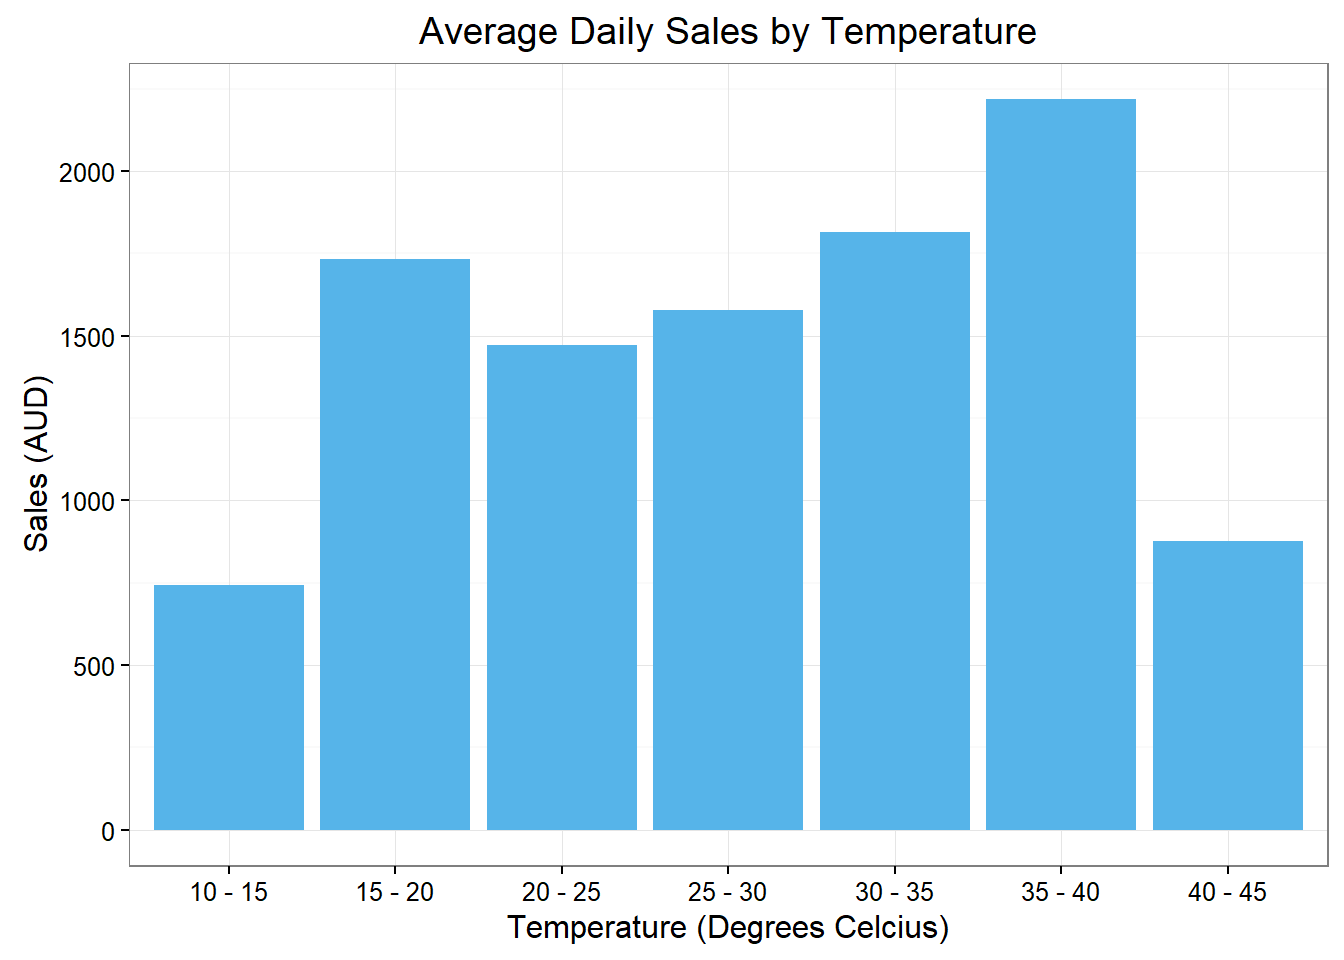 Average Daily Sales by Temperature
Sales (AUD)
2000
1500
1000
500
0
10 - 15
15 - 20
20 - 25
25 - 30
30 - 35
35 - 40
40 - 45
Temperature (Degrees Celcius)